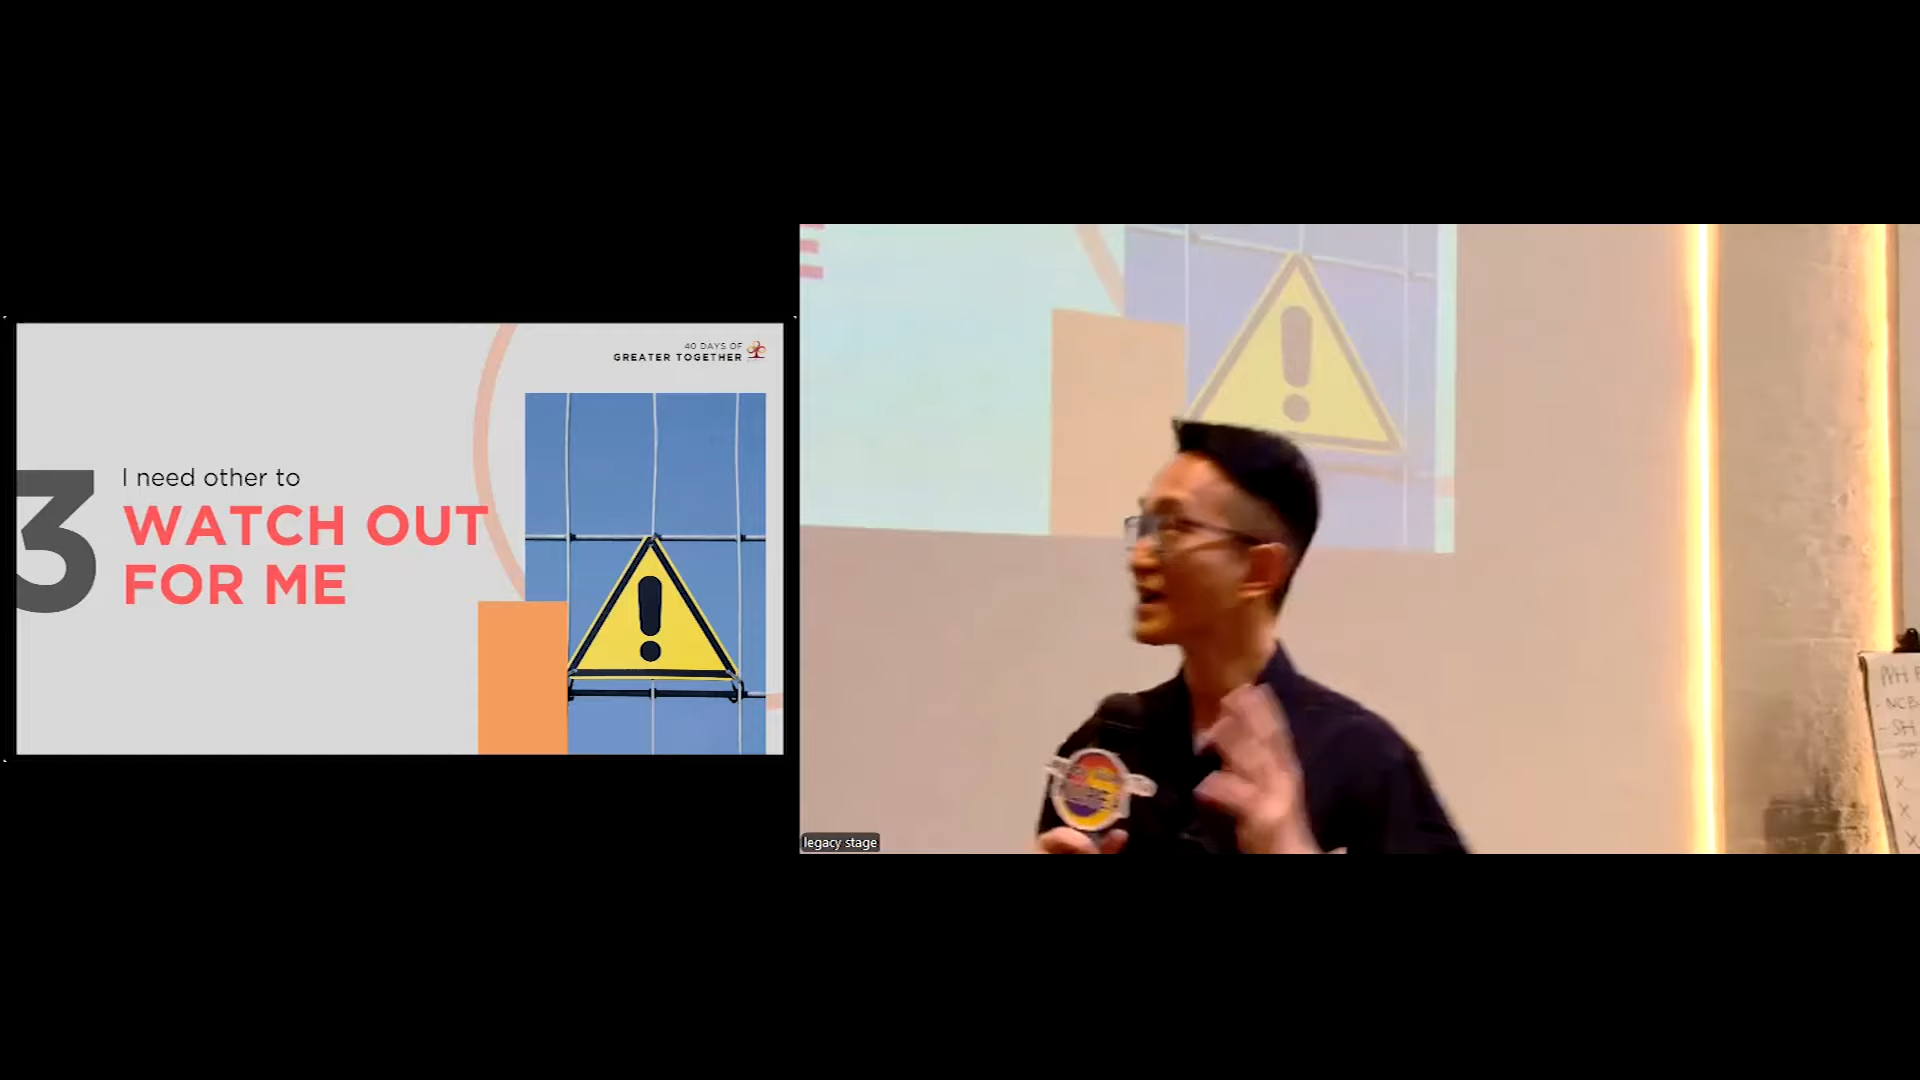 40 DAYS OF
GREATER TOGETHER
3
I need other to
WATCH OUT
FOR ME
legacy stage